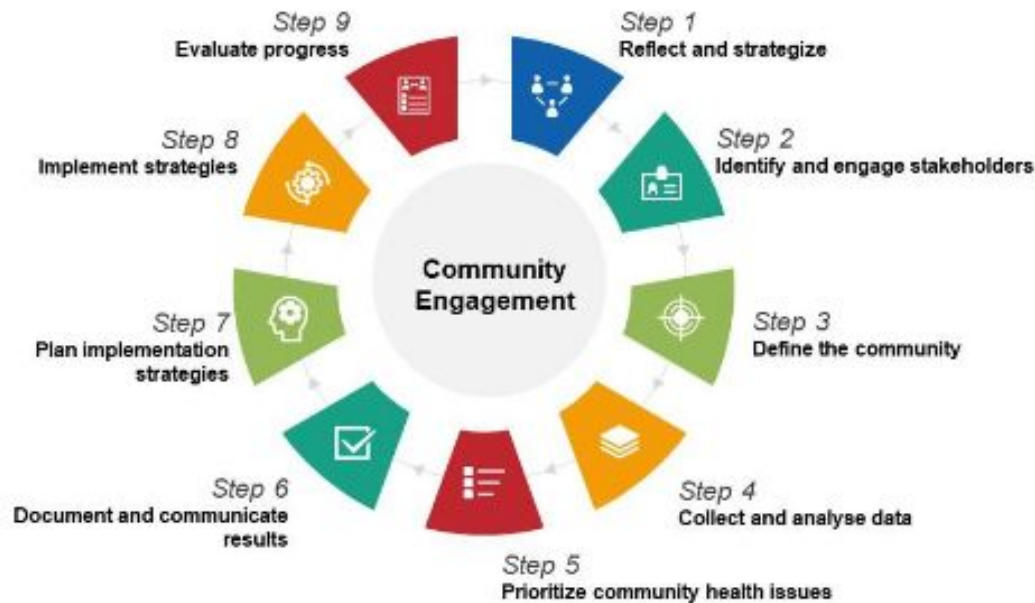 Step 1
Reflect and strategize
Step 2
Identify and engage stakeholders
Step 3
Define the community
Step 4
Collect and analyse data
Step 5
Prioritize community health issues
Step 6
Document and communicate
results
Step 7
Plan implementation
strategies
Step 8
Implement strategies
Step 9
Evaluate progress
Community
Engagement